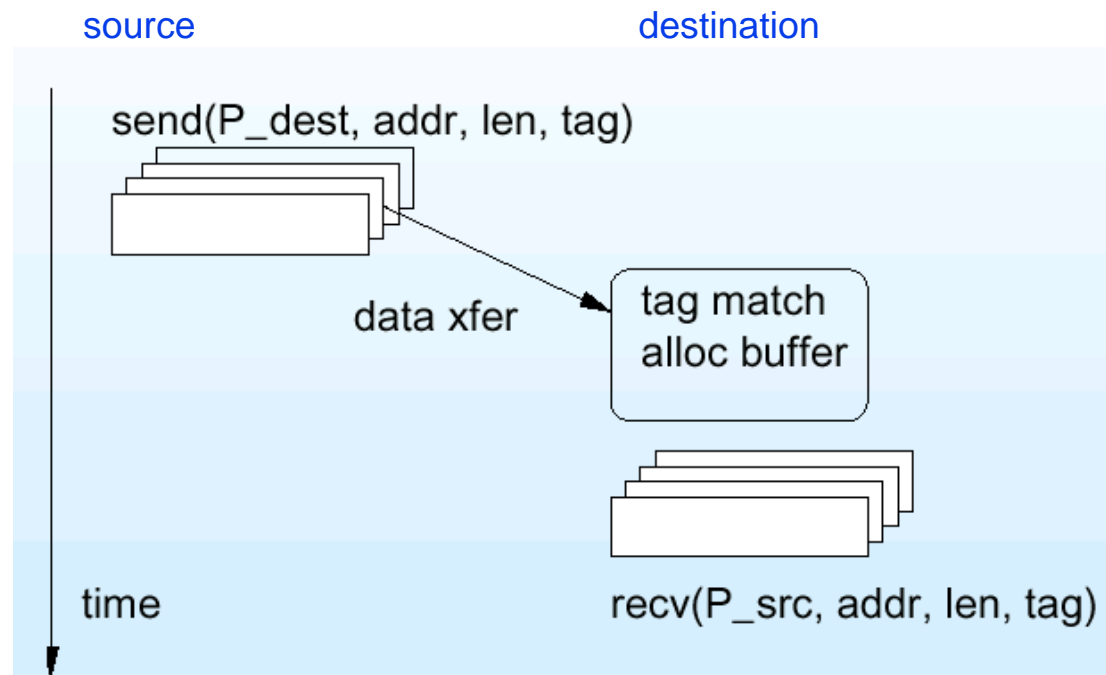 source
destination
send(P_dest, addr, len, tag)
data xfer
tag match
alloc buffer
time
recv(P_src, addr, len, tag)